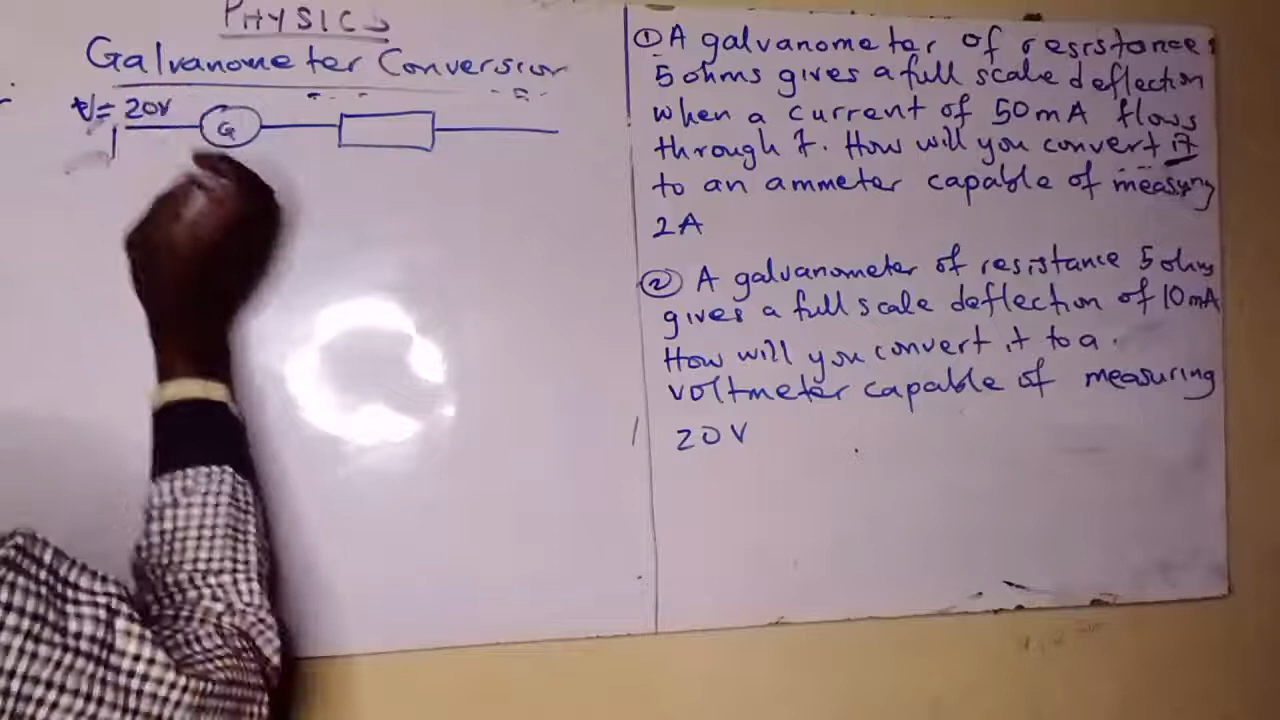 PHYSICS
Galvanometer Conversion
V = 20V
G
① A galvanometer of resistance
5 ohms gives a full scale deflection
when a current of 50mA flows
through it. How will you convert it
to an ammeter capable of measuring
2A
② A galvanometer of resistance 5 ohms
gives a full scale deflection of 10mA
How will you convert it to a
voltmeter capable of measuring
20V